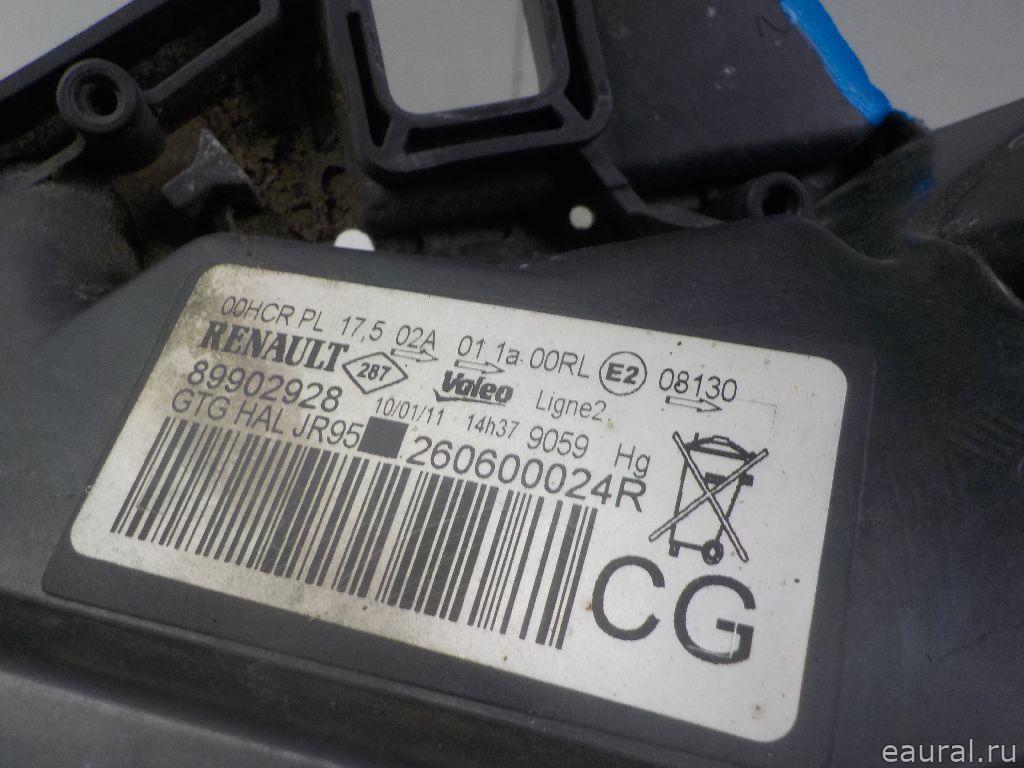 00HCR PL 17,5 02A 01 1a 00RL E2 08130
RENAULT 287 Valeo Ligne2
89902928 10/01/11 14h37 9059 Hg
GTG HAL JR95 260600024R
CG
eaural.ru